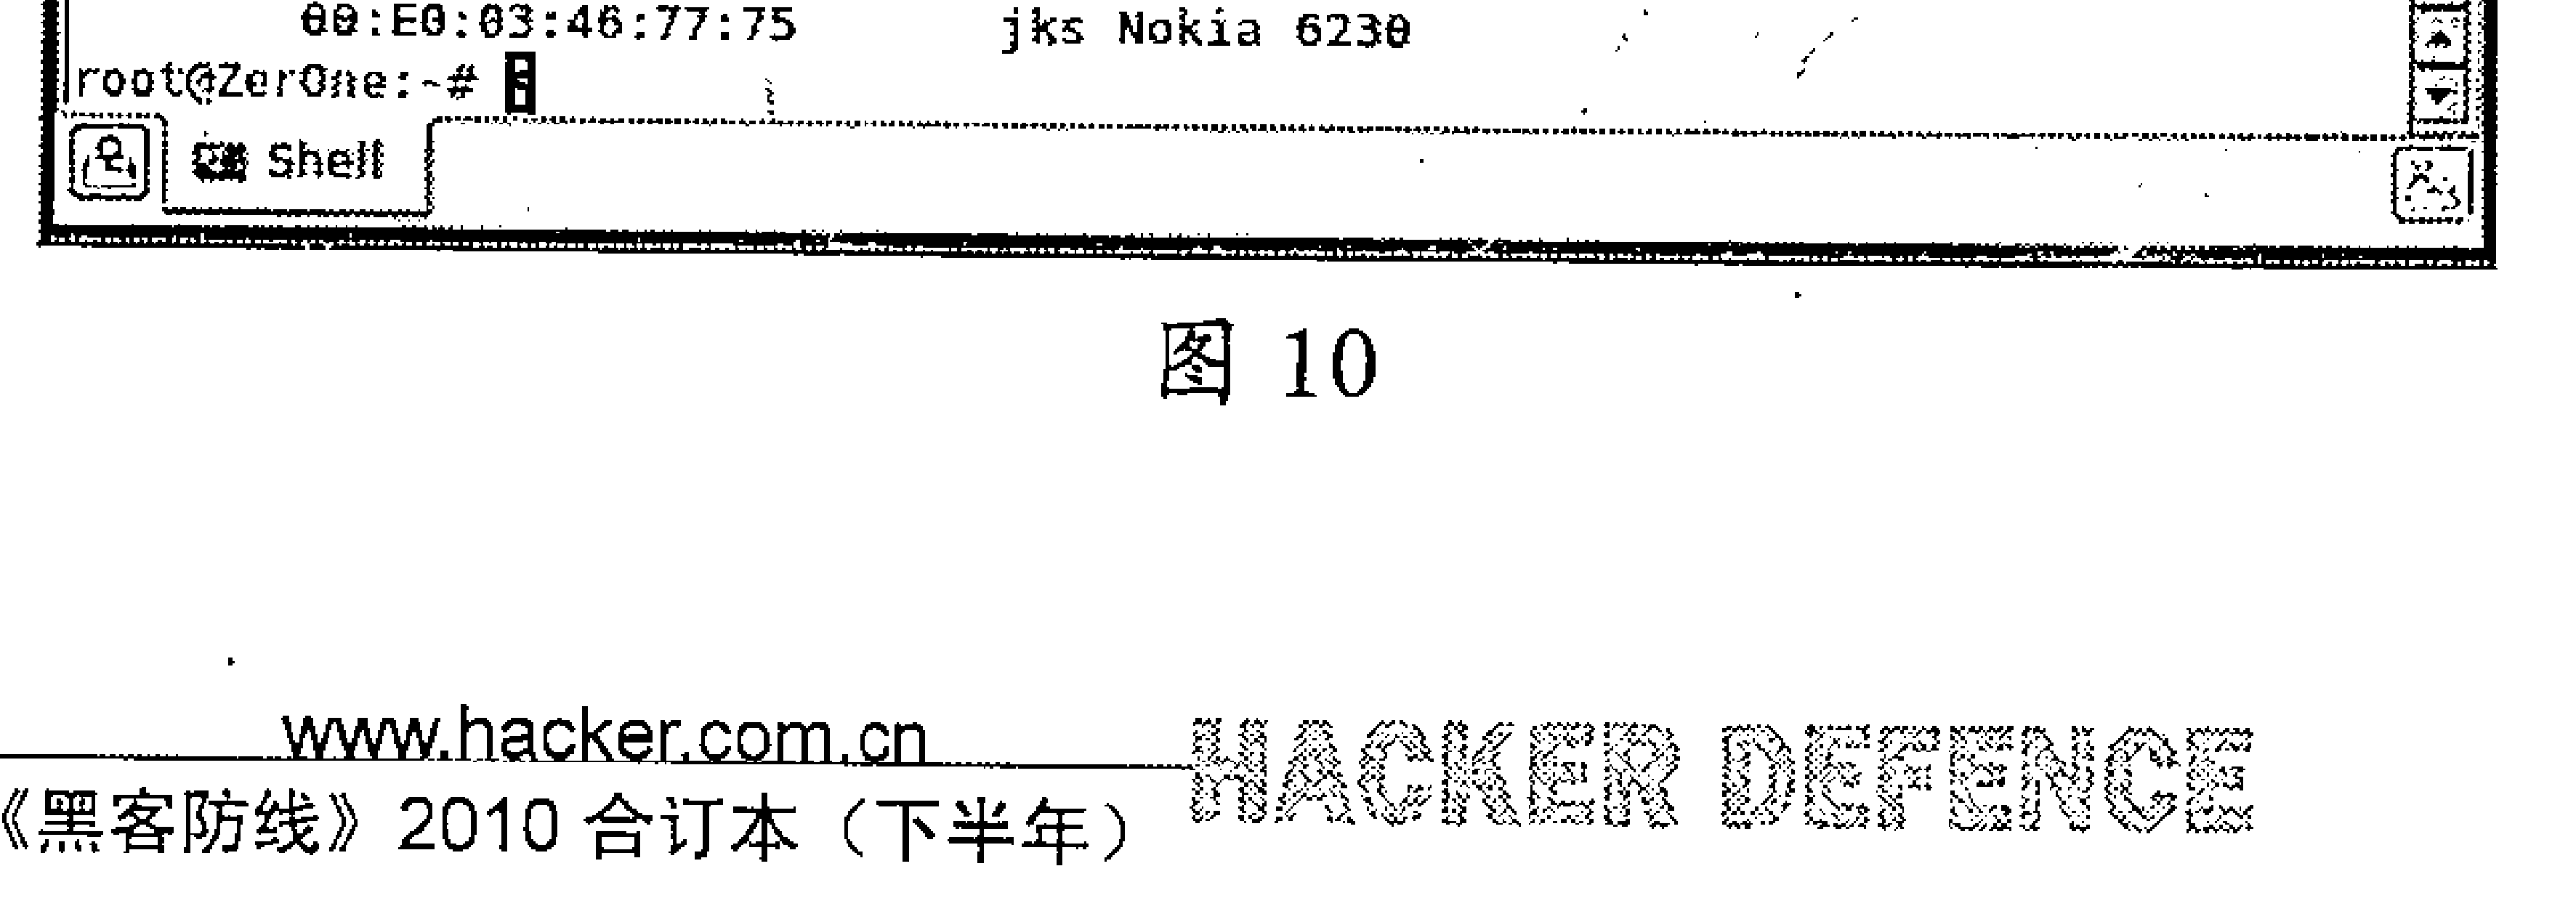 00:E0:03:46:77:75 jks Nokia 6230
root@ZerOne:~#
Shell
图 10
www.hacker.com.cn
HACKER DEFENCE
《黑客防线》2010 合订本（下半年）